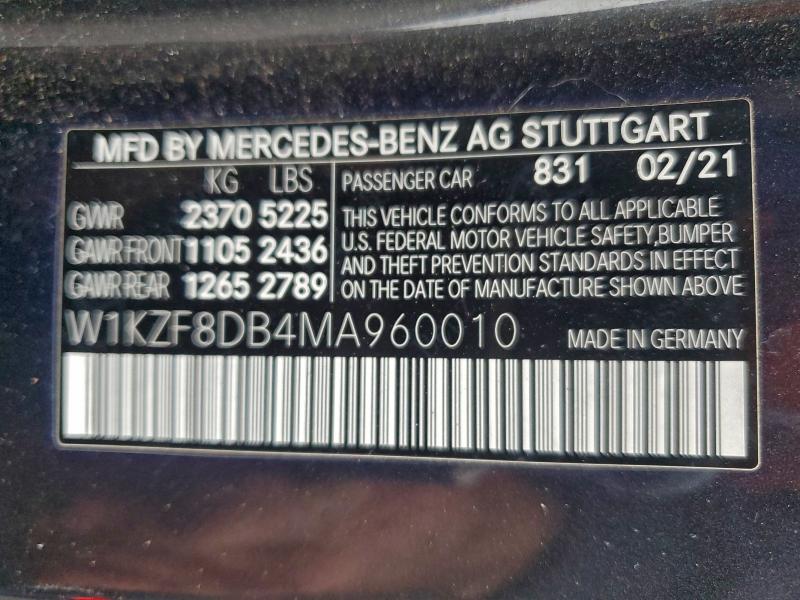 MFD BY MERCEDES-BENZ AG STUTTGART
KG LBS
GVWR 2370 5225
GAWR FRONT 1105 2436
GAWR REAR 1265 2789
PASSENGER CAR 831 02/21
THIS VEHICLE CONFORMS TO ALL APPLICABLE
U.S. FEDERAL MOTOR VEHICLE SAFETY,BUMPER
AND THEFT PREVENTION STANDARDS IN EFFECT
ON THE DATE OF MANUFACTURE SHOWN ABOVE
W1KZF8DB4MA960010
MADE IN GERMANY